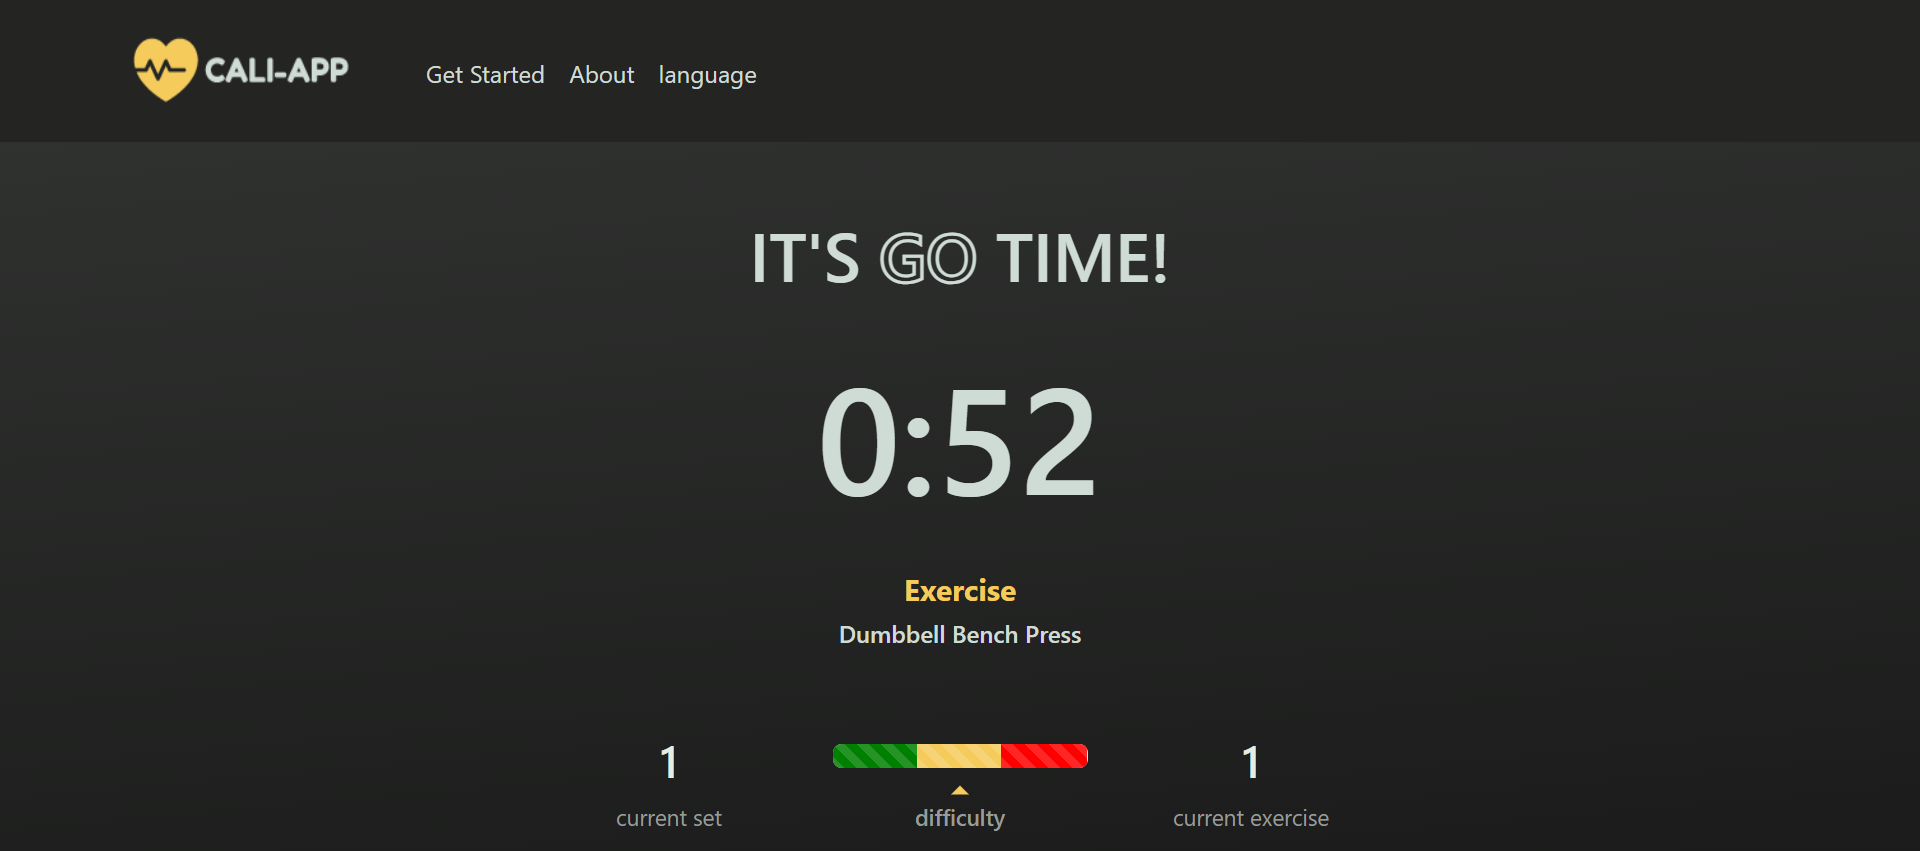 CALI-APP
Get Started About language
IT'S GO TIME!
0:52
Exercise
Dumbbell Bench Press
1 1
current set difficulty current exercise